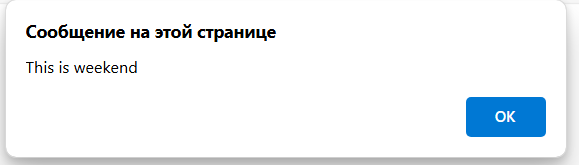 Сообщение на этой странице
This is weekend
OK